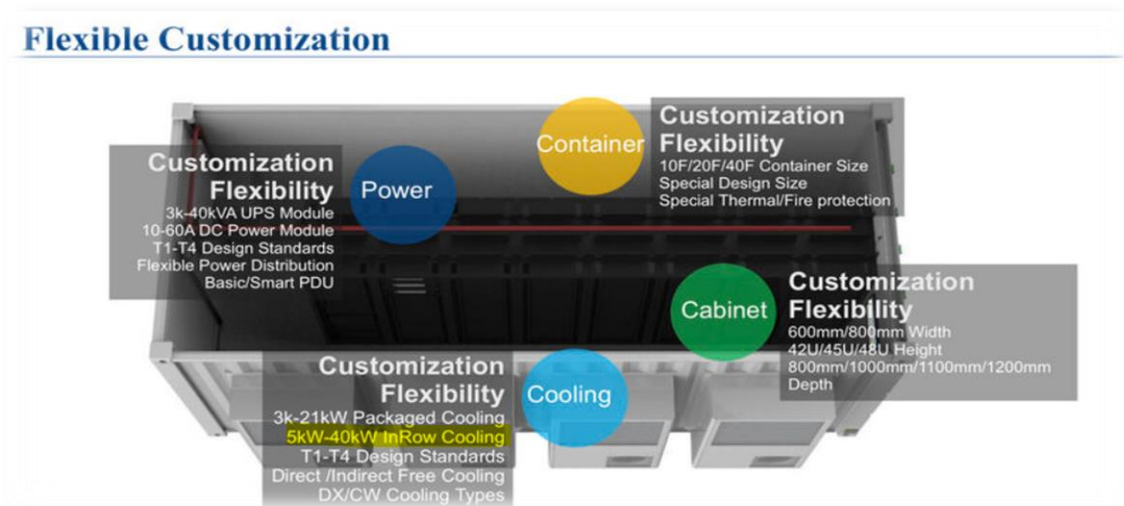 Flexible Customization
Container
Customization
Flexibility
10F/20F/40F Container Size
Special Design Size
Special Thermal/Fire protection
Power
Customization
Flexibility
3k-40kVA UPS Module
10-60A DC Power Module
T1-T4 Design Standards
Flexible Power Distribution
Basic/Smart PDU
Cabinet
Customization
Flexibility
600mm/800mm Width
42U/45U/48U Height
800mm/1000mm/1100mm/1200mm
Depth
Customization
Flexibility
Cooling
3k-21kW Packaged Cooling
5kW-40kW InRow Cooling
T1-T4 Design Standards
Direct /Indirect Free Cooling
DX/CW Cooling Types